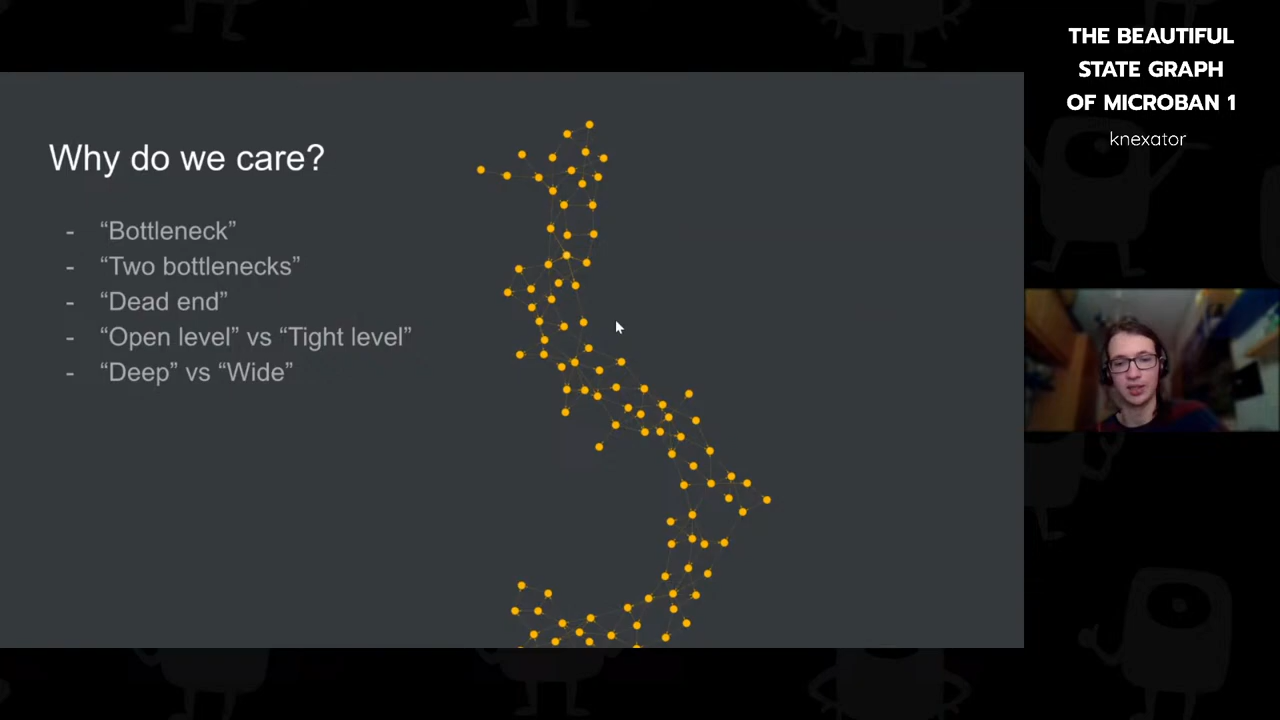 THE BEAUTIFUL
STATE GRAPH
OF MICROBAN 1
knexator
Why do we care?
- “Bottleneck”
- “Two bottlenecks”
- “Dead end”
- “Open level” vs “Tight level”
- “Deep” vs “Wide”